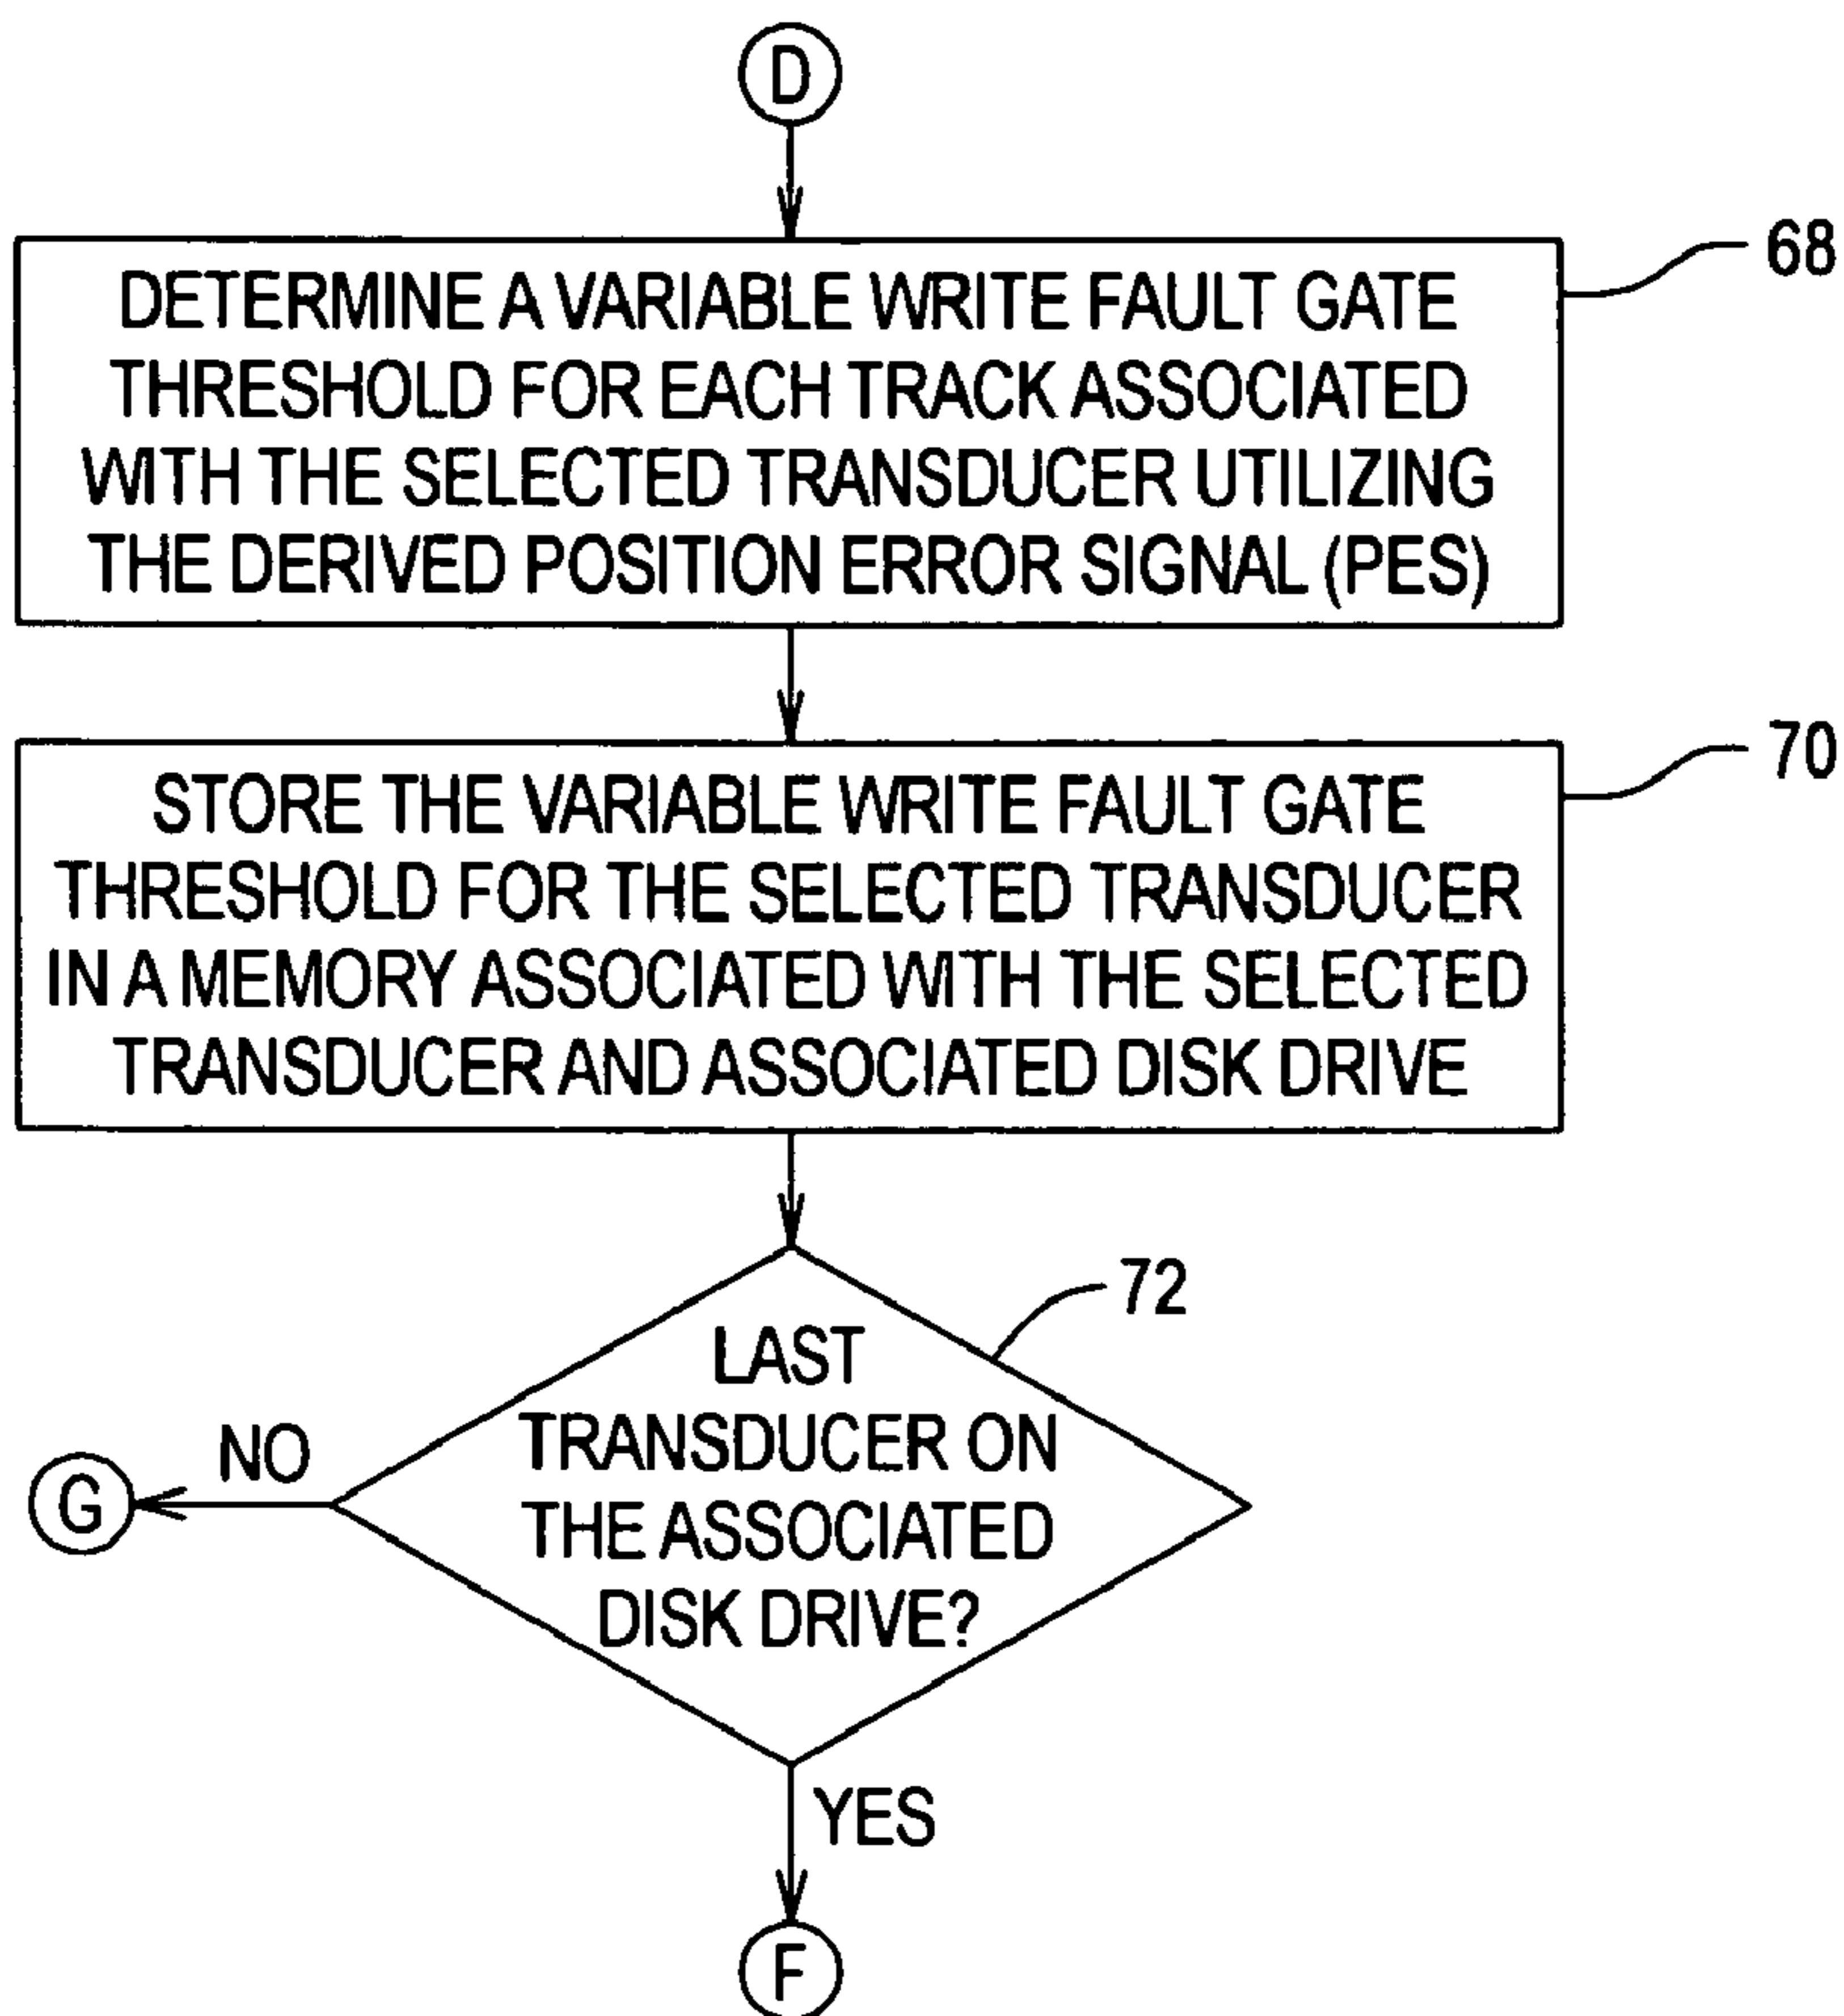 D
DETERMINE A VARIABLE WRITE FAULT GATE
THRESHOLD FOR EACH TRACK ASSOCIATED
WITH THE SELECTED TRANSDUCER UTILIZING
THE DERIVED POSITION ERROR SIGNAL (PES)
68
STORE THE VARIABLE WRITE FAULT GATE
THRESHOLD FOR THE SELECTED TRANSDUCER
IN A MEMORY ASSOCIATED WITH THE SELECTED
TRANSDUCER AND ASSOCIATED DISK DRIVE
70
LAST
TRANSDUCER ON
THE ASSOCIATED
DISK DRIVE?
72
NO
G
YES
F